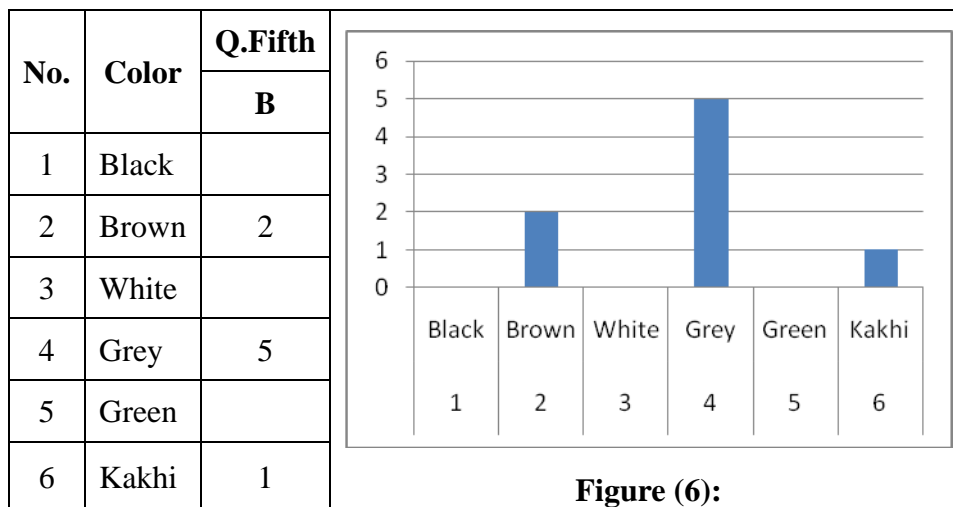 No. Color Q.Fifth
B
1 Black
2 Brown 2
3 White
4 Grey 5
5 Green
6 Kakhi 1
6
5
4
3
2
1
0
Black Brown White Grey Green Kakhi
1 2 3 4 5 6
Figure (6):